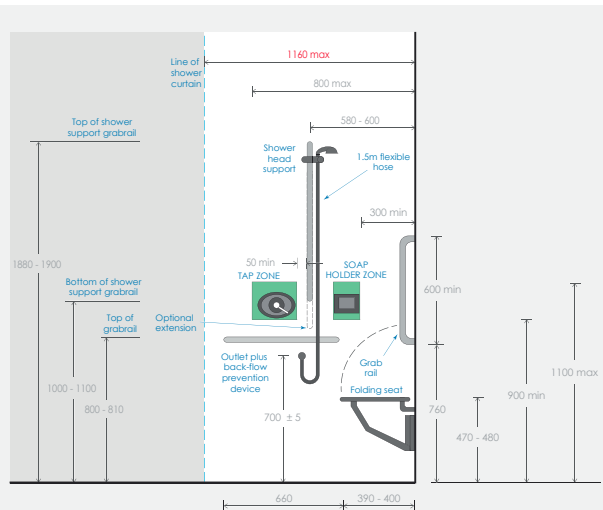 1160 max
Line of
shower
curtain
800 max
Top of shower
support grabrail
580 - 600
Shower
head
support
1.5m flexible
hose
300 min
1880 - 1900
50 min
TAP ZONE
SOAP
HOLDER ZONE
Bottom of shower
support grabrail
600 min
Top of
grabrail
Optional
extension
Outlet plus
back-flow
prevention
device
Grab
rail
Folding seat
1100 max
1000 - 1100
900 min
800 - 810
700 ± 5
760
470 - 480
660
390 - 400